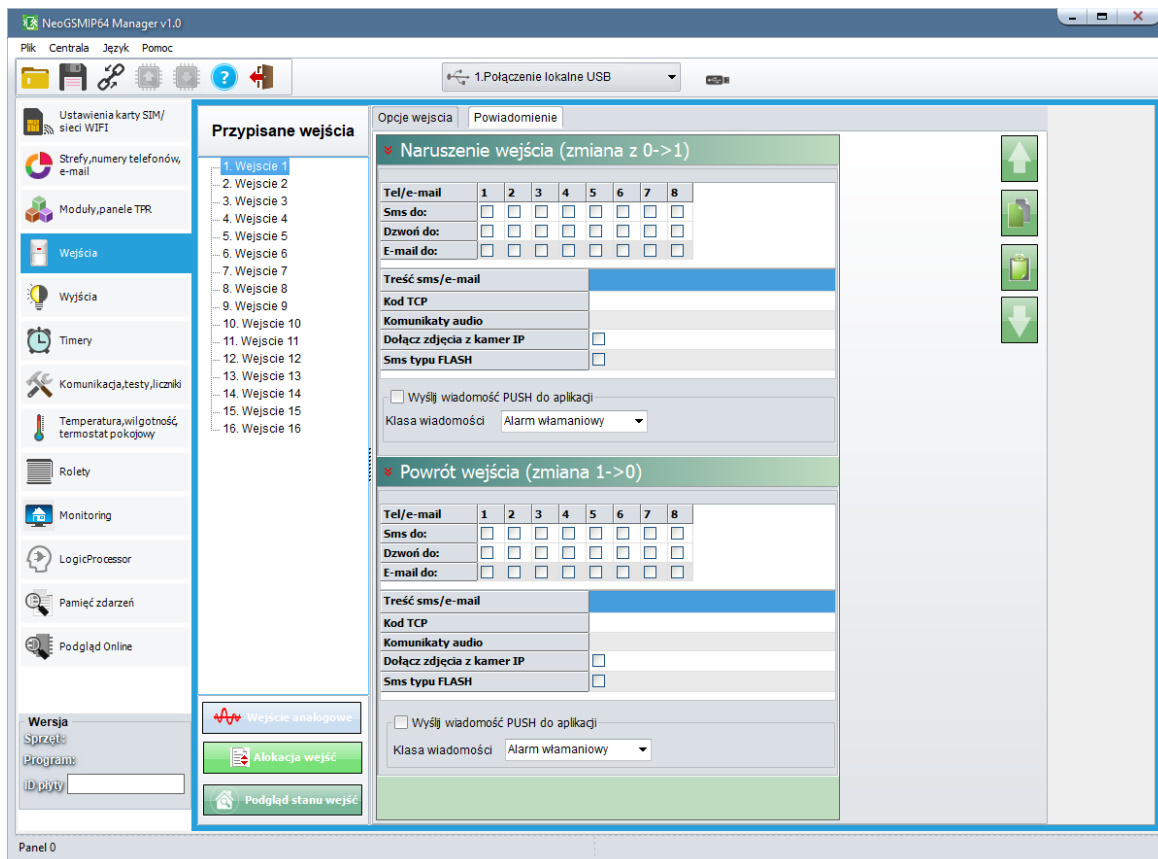 NeoGSMIP64 Manager v1.0
Plik Centrala Język Pomoc
1.Połączenie lokalne USB
Ustawienia karty SIM/
sieci WIFI
Strefy,numery telefonów,
e-mail
Moduły,panele TPR
Wejścia
Wyjścia
Timery
Komunikacja,testy,liczniki
Temperatura,wilgotność,
termostat pokojowy
Rolety
Monitoring
LogicProcessor
Pamięć zdarzeń
Podgląd Online
Wersja
Sprzęt:
Program:
ID płyty
Przypisane wejścia
1. Wejscie 1
2. Wejscie 2
3. Wejscie 3
4. Wejscie 4
5. Wejscie 5
6. Wejscie 6
7. Wejscie 7
8. Wejscie 8
9. Wejscie 9
10. Wejscie 10
11. Wejscie 11
12. Wejscie 12
13. Wejscie 13
14. Wejscie 14
15. Wejscie 15
16. Wejscie 16
Wejście analogowe
Alokacja wejść
Podgląd stanu wejść
Opcje wejscia Powiadomienie
Naruszenie wejścia (zmiana z 0->1)
Tel/e-mail 1 2 3 4 5 6 7 8
Sms do:
Dzwoń do:
E-mail do:
Treść sms/e-mail
Kod TCP
Komunikaty audio
Dołącz zdjęcia z kamer IP
Sms typu FLASH
Wyślij wiadomość PUSH do aplikacji
Klasa wiadomości Alarm włamaniowy
Powrót wejścia (zmiana 1->0)
Tel/e-mail 1 2 3 4 5 6 7 8
Sms do:
Dzwoń do:
E-mail do:
Treść sms/e-mail
Kod TCP
Komunikaty audio
Dołącz zdjęcia z kamer IP
Sms typu FLASH
Wyślij wiadomość PUSH do aplikacji
Klasa wiadomości Alarm włamaniowy
Panel 0